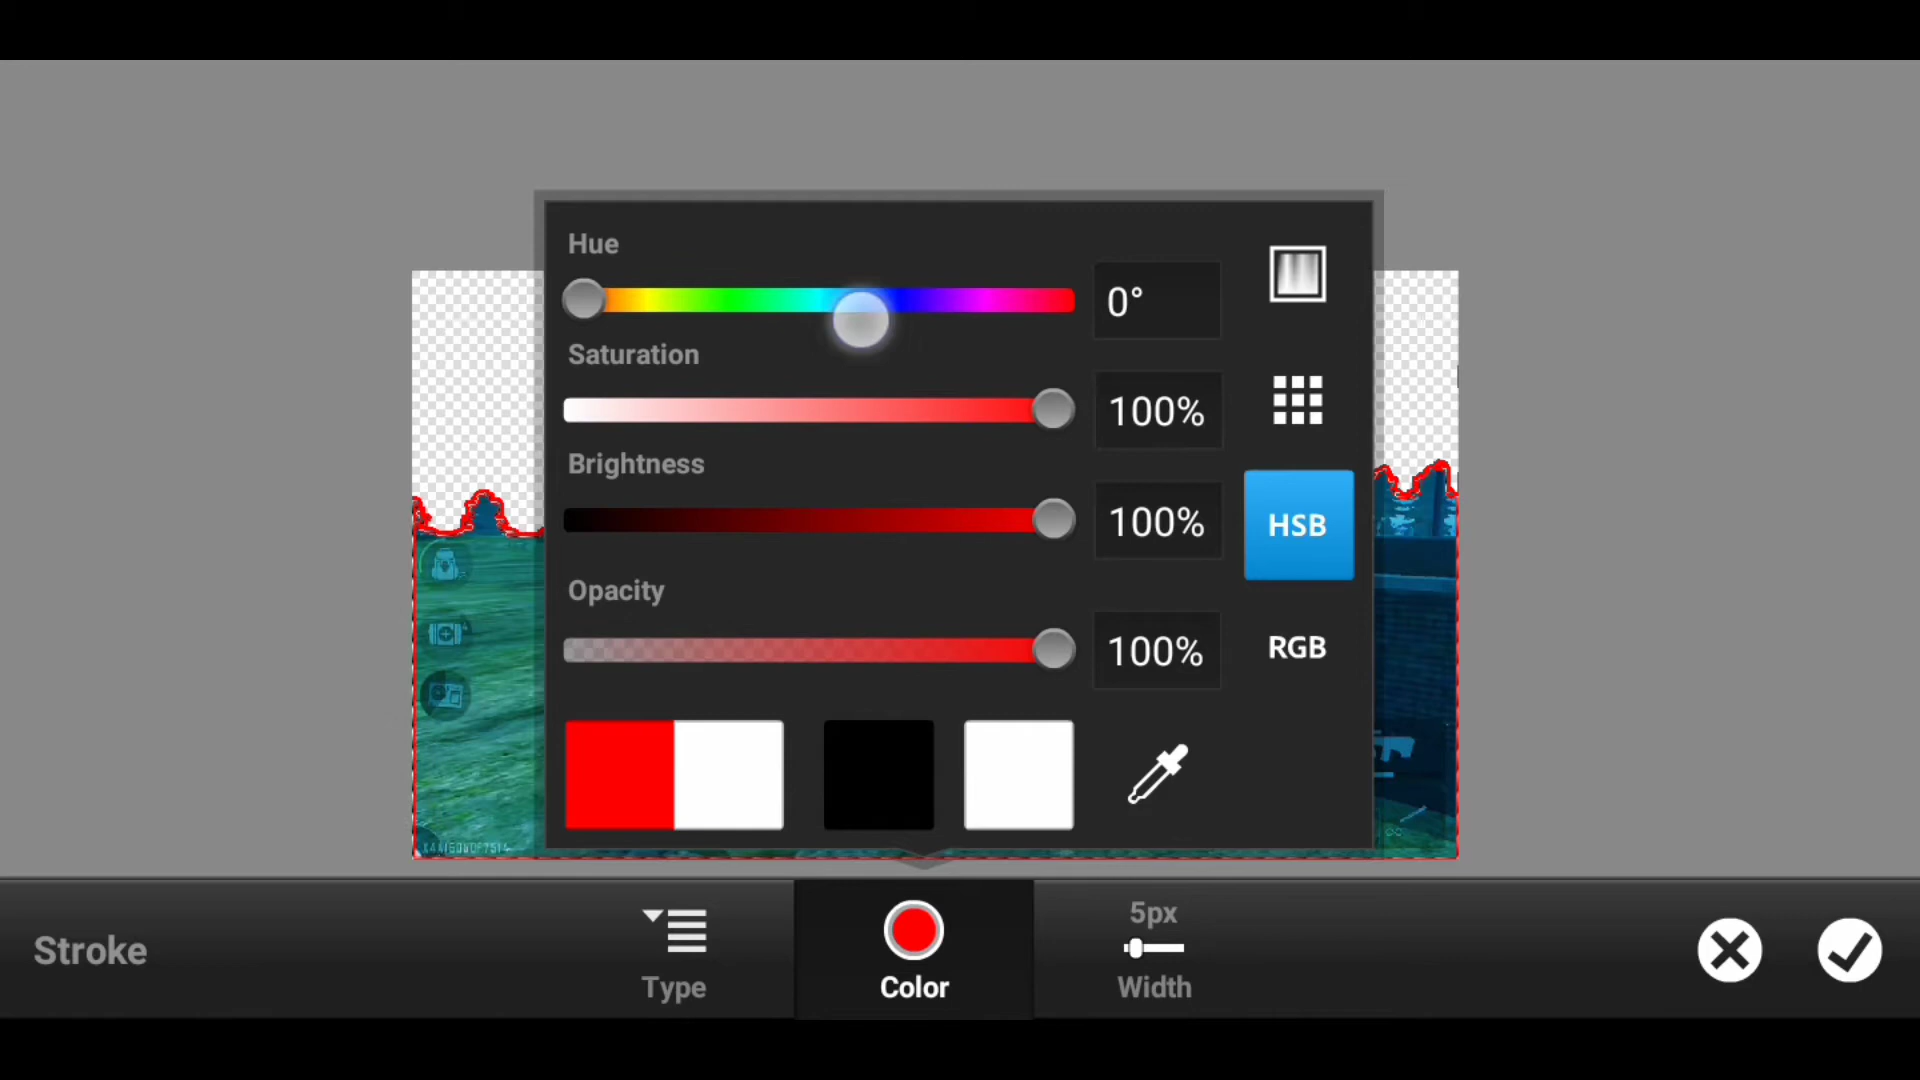 Hue
0°
Saturation
100%
Brightness
100%
HSB
Opacity
100%
RGB
Stroke
Type
Color
5px
Width